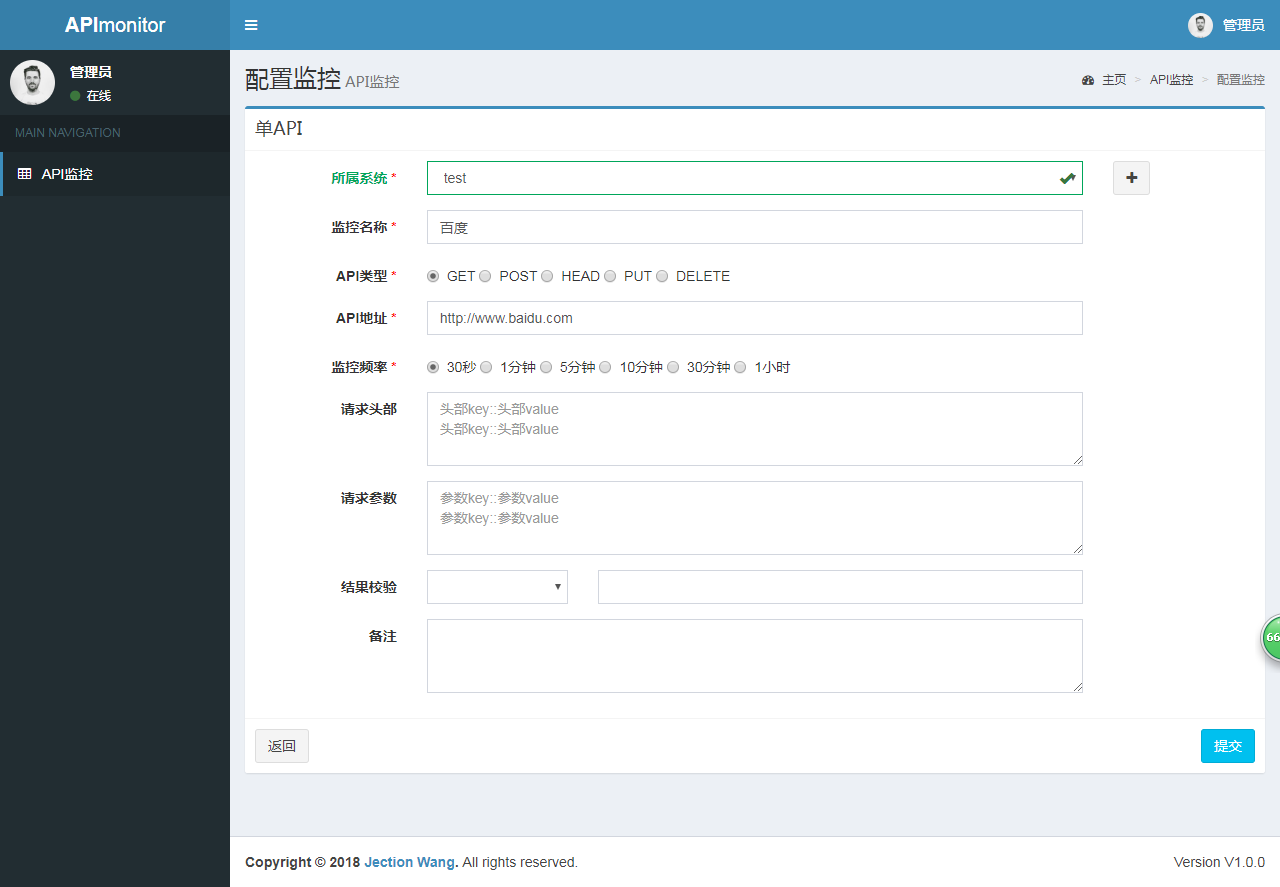 APImonitor
管理员
管理员
在线
MAIN NAVIGATION
API监控
配置监控 API监控
主页 > API监控 > 配置监控
单API
所属系统 * test
监控名称 * 百度
API类型 * GET POST HEAD PUT DELETE
API地址 * http://www.baidu.com
监控频率 * 30秒 1分钟 5分钟 10分钟 30分钟 1小时
请求头部 头部key::头部value
头部key::头部value
请求参数 参数key::参数value
参数key::参数value
结果校验
备注
返回 提交
66
Copyright © 2018 Jection Wang. All rights reserved. Version V1.0.0